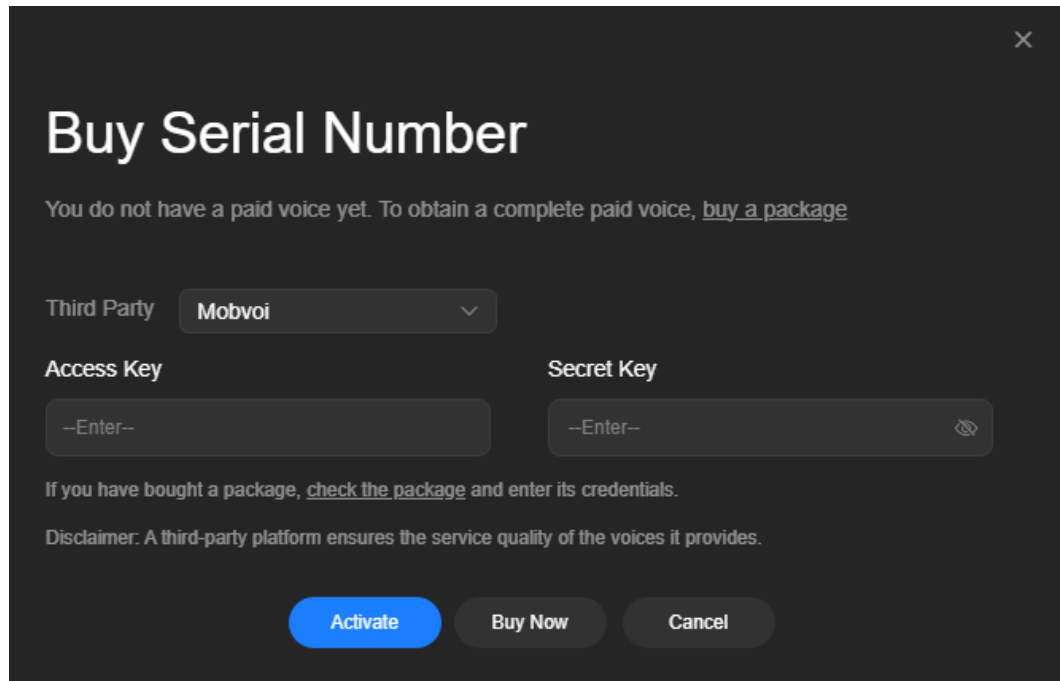 Buy Serial Number
You do not have a paid voice yet. To obtain a complete paid voice, buy a package
Third Party Mobvoi
Access Key Secret Key
--Enter-- --Enter--
If you have bought a package, check the package and enter its credentials.
Disclaimer: A third-party platform ensures the service quality of the voices it provides.
Activate Buy Now Cancel